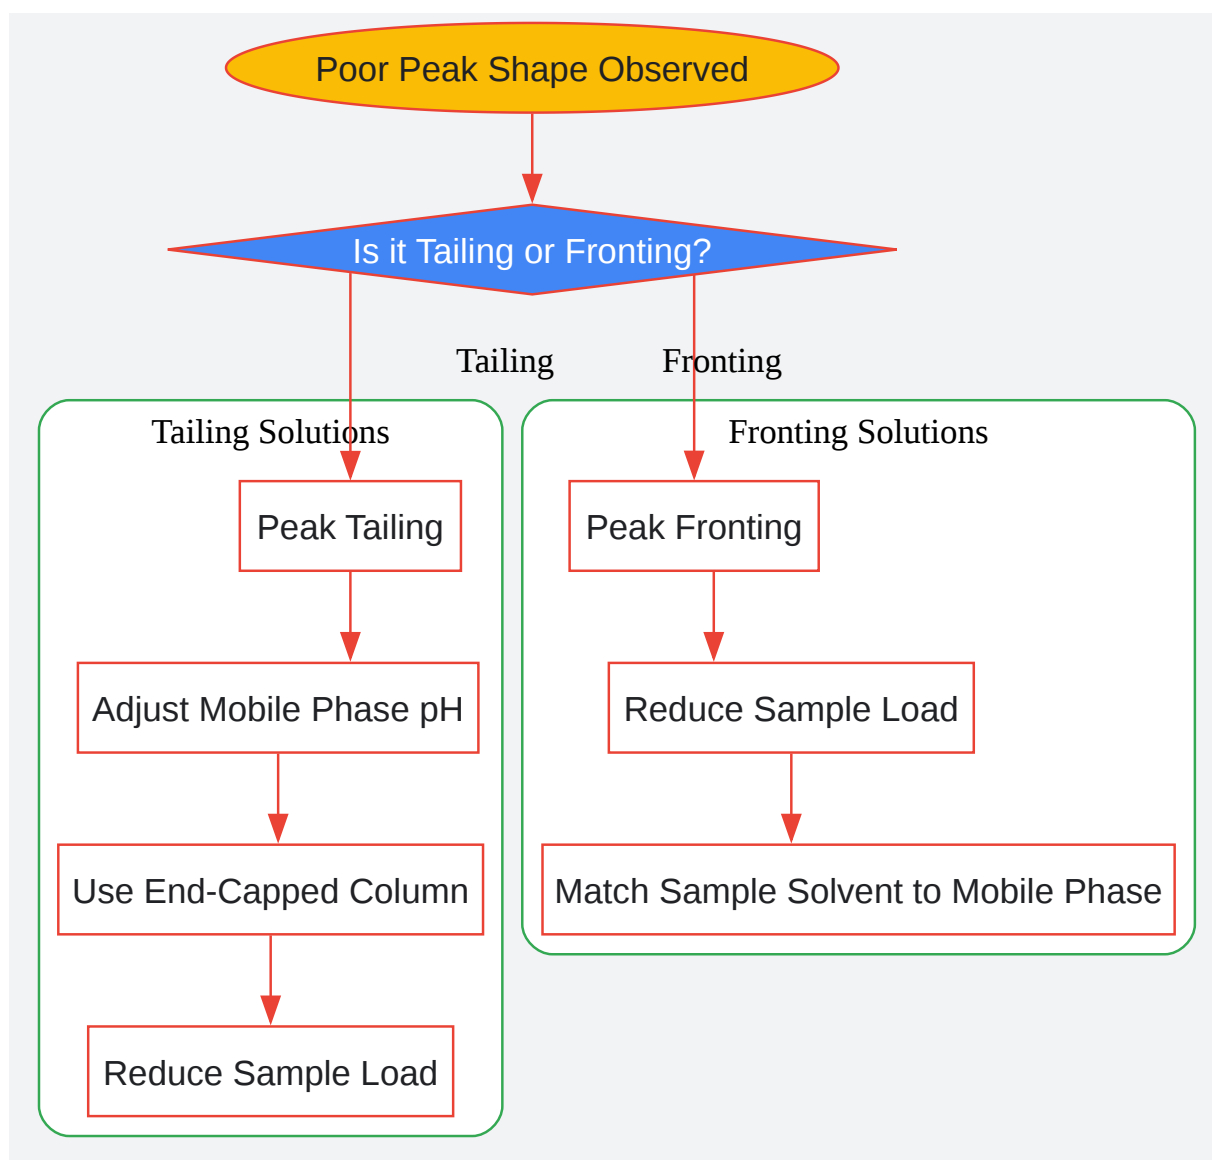 Poor Peak Shape Observed
Is it Tailing or Fronting?
Tailing
Fronting
Tailing Solutions
Peak Tailing
Adjust Mobile Phase pH
Use End-Capped Column
Reduce Sample Load
Fronting Solutions
Peak Fronting
Reduce Sample Load
Match Sample Solvent to Mobile Phase